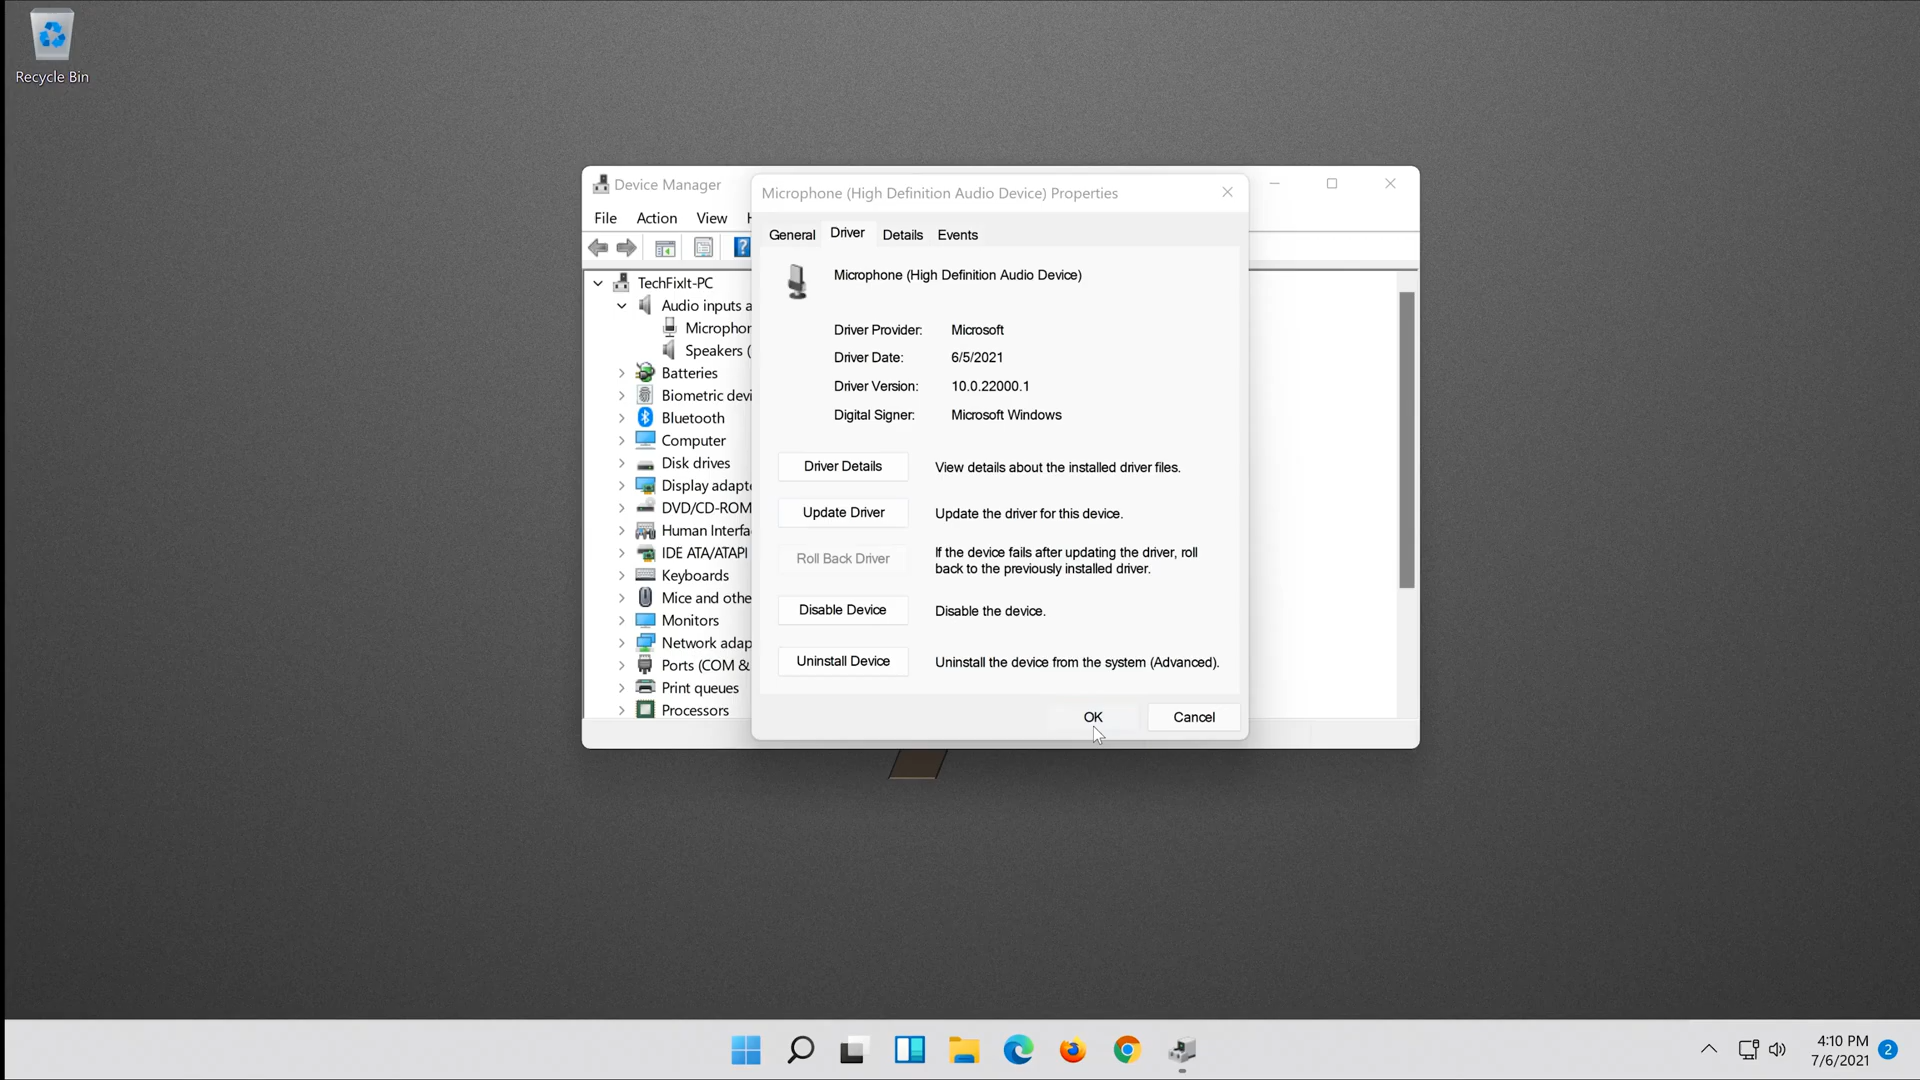 Recycle Bin
Device Manager
File Action View
TechFixIt-PC
Audio inputs a
Microphor
Speakers (
Batteries
Biometric devi
Bluetooth
Computer
Disk drives
Display adapte
DVD/CD-ROM
Human Interfa
IDE ATA/ATAPI
Keyboards
Mice and othe
Monitors
Network adap
Ports (COM &
Print queues
Processors
Microphone (High Definition Audio Device) Properties
General Driver Details Events
Microphone (High Definition Audio Device)
Driver Provider: Microsoft
Driver Date: 6/5/2021
Driver Version: 10.0.22000.1
Digital Signer: Microsoft Windows
Driver Details View details about the installed driver files.
Update Driver Update the driver for this device.
Roll Back Driver If the device fails after updating the driver, roll
back to the previously installed driver.
Disable Device Disable the device.
Uninstall Device Uninstall the device from the system (Advanced).
OK Cancel
4:10 PM
7/6/2021
2